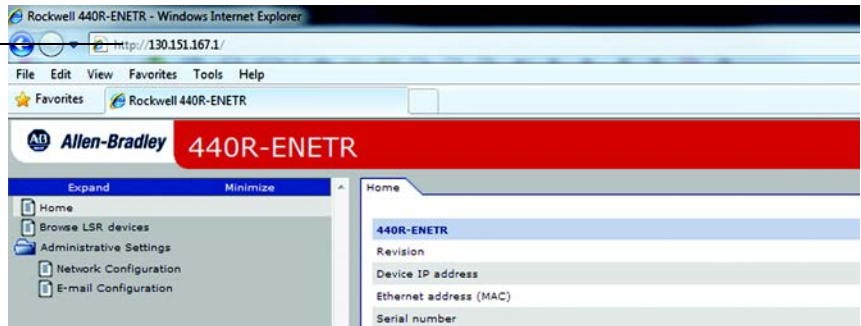 Rockwell 440R-ENETR - Windows Internet Explorer
http://130.151.167.1/
File Edit View Favorites Tools Help
Favorites Rockwell 440R-ENETR
AB Allen-Bradley 440R-ENETR
Expand Minimize
Home
Home
Browse LSR devices
Administrative Settings
Network Configuration
E-mail Configuration
440R-ENETR
Revision
Device IP address
Ethernet address (MAC)
Serial number